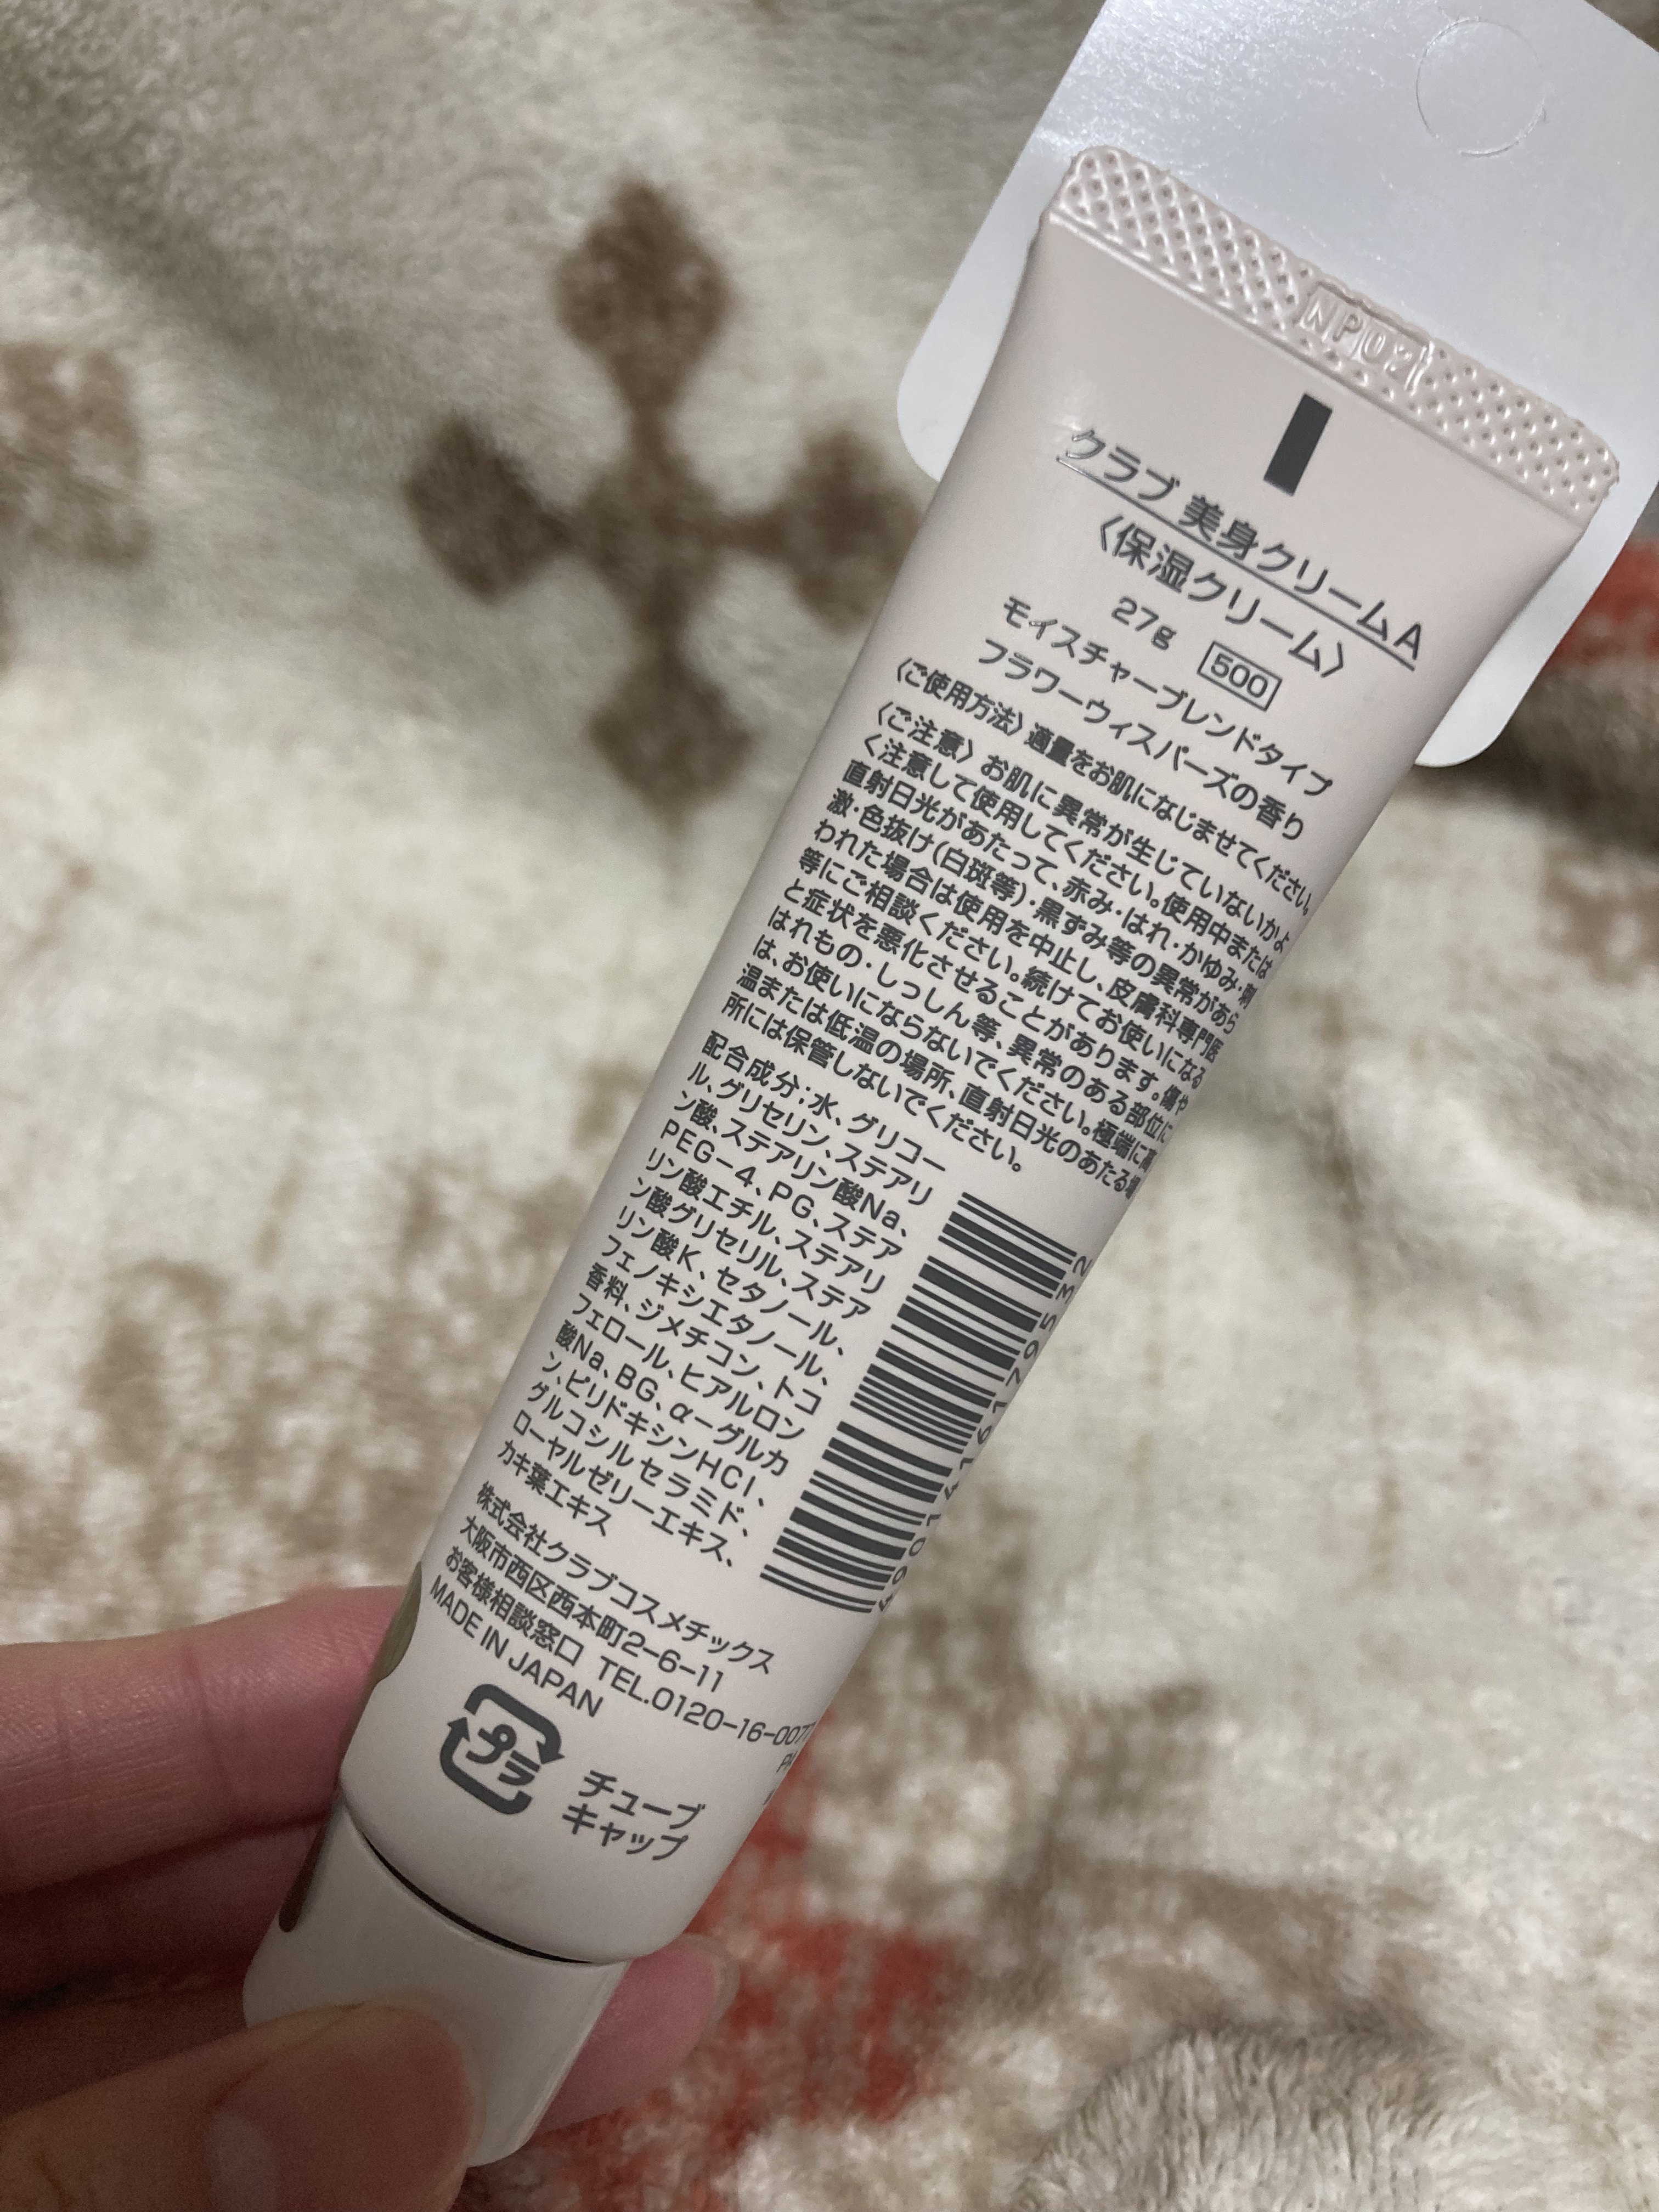 NP02
クラブ 美身クリームA
〈保湿クリーム〉
27g 500
モイスチャーブレンドタイプ
フラワーウィスパーズの香り
〈ご使用方法〉適量をお肌になじませてください。
〈ご注意〉お肌に異常が生じていないかよ
く注意して使用してください。使用中または
直射日光があたって、赤み・はれ・かゆみ・刺
激・色抜け(白斑等)・黒ずみ等の異常があら
われた場合は使用を中止し、皮膚科専門医
等にご相談ください。続けてお使いになる
と症状を悪化させることがあります。傷や
はれもの・しっしん等、異常のある部位に
は、お使いにならないでください。極端に高
温または低温の場所、直射日光のあたる場
所には保管しないでください。
配合成分:水、グリコー
ル、グリセリン、ステアリ
ン酸、ステアリン酸Na、
PEG-4、PG、ステア
リン酸エチル、ステアリ
ン酸グリセリル、ステア
リン酸K、セタノール、
フェノキシエタノール、
香料、ジメチコン、トコ
フェロール、ヒアルロン
酸Na、BG、α-グルカ
ン、ピリドキシンHCl、
グルコシルセラミド、
ローヤルゼリーエキス、
カキ葉エキス
株式会社クラブコスメチックス
大阪市西区西本町2-6-11
お客様相談窓口 TEL.0120-16-0077
MADE IN JAPAN
プラ
チューブ
キャップ